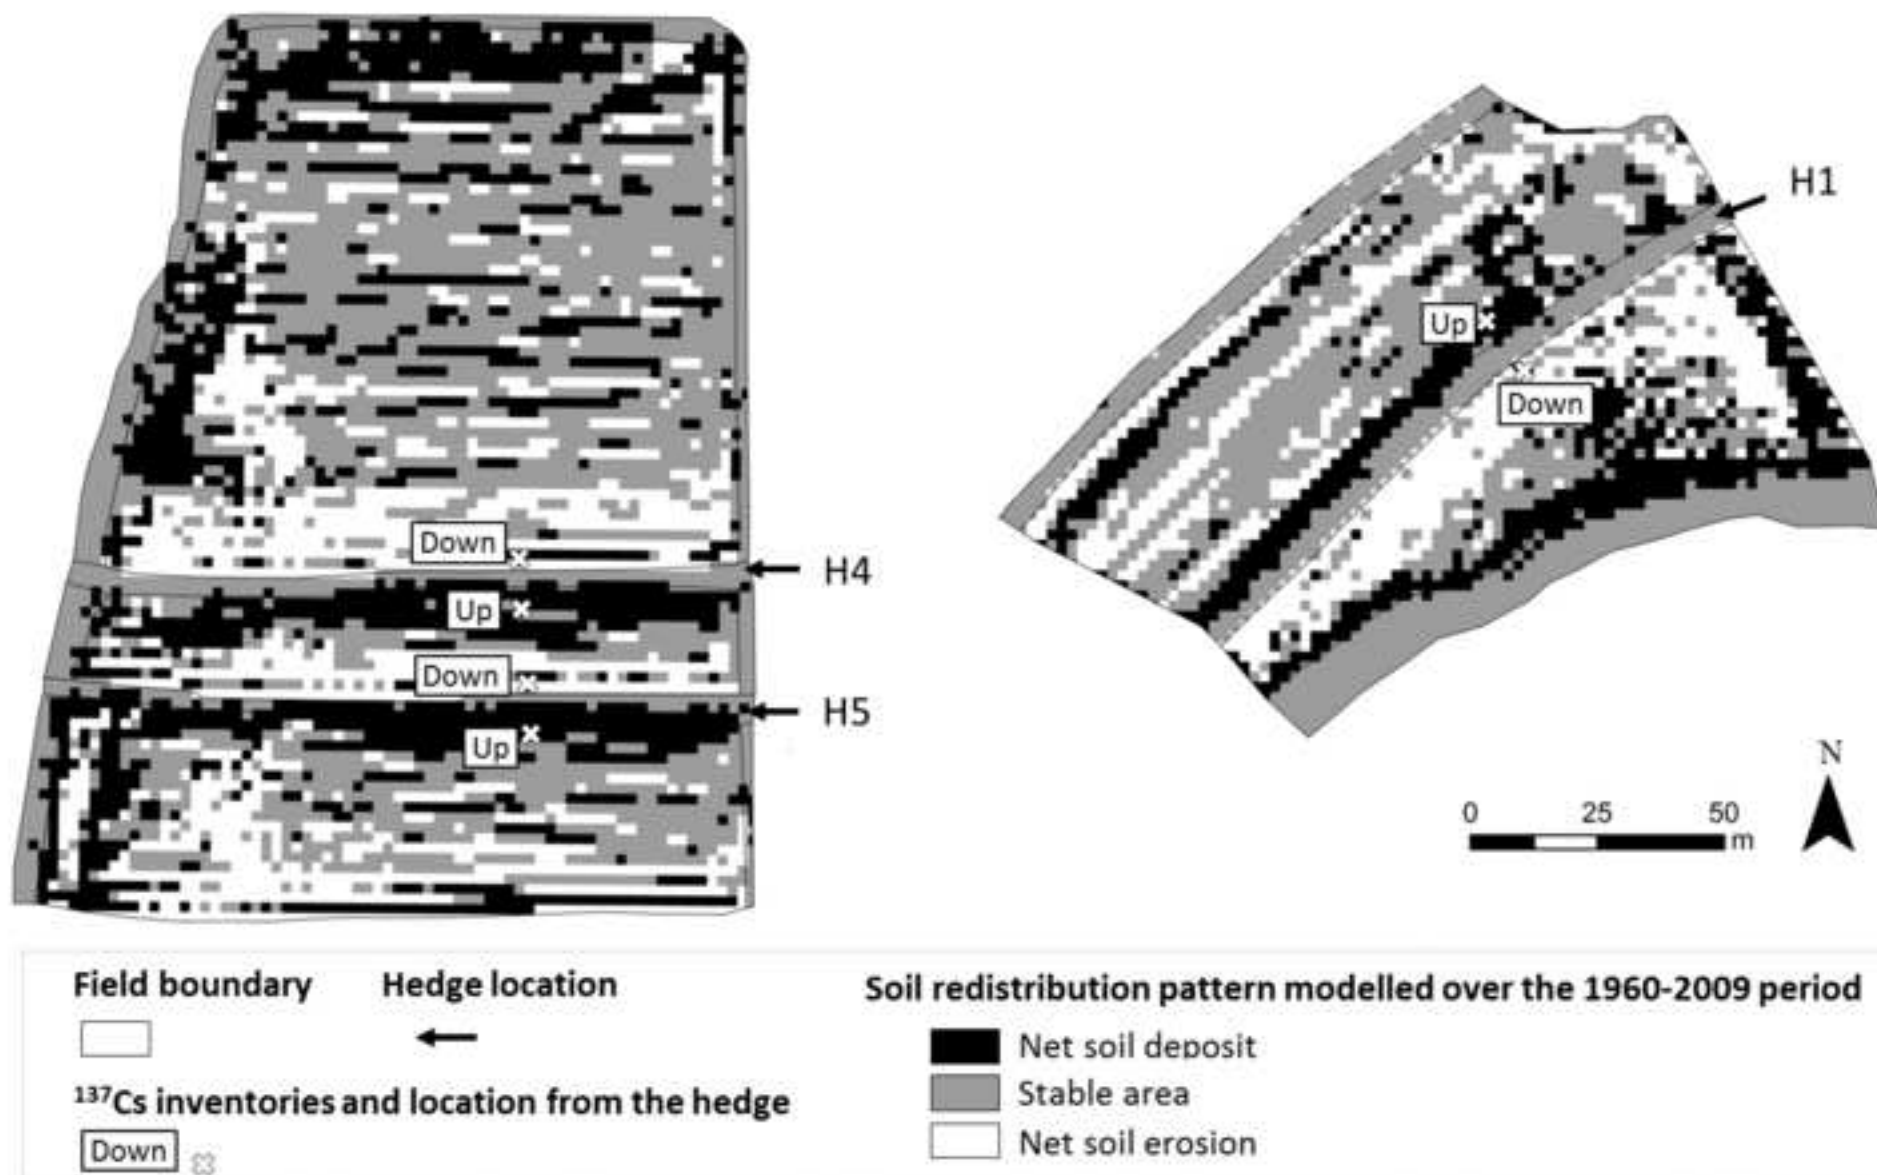 H1
Up
Down
Down
H4
Up
Down
H5
Up
N
0 25 50
m
Field boundary Hedge location
Soil redistribution pattern modelled over the 1960-2009 period
Net soil deposit
Stable area
Net soil erosion
¹³⁷Cs inventories and location from the hedge
Down